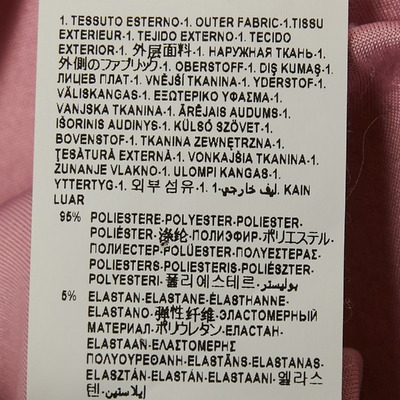 1. TESSUTO ESTERNO-1. OUTER FABRIC-1.TISSU
EXTERIEUR-1. TEJIDO EXTERNO-1. TECIDO
EXTERIOR-1. 外层面料-1. НАРУЖНАЯ ТКАНЬ-1.
外側のファブリック-1. OBERSTOFF-1. DIŞ KUMAŞ-1.
ЛИЦЕВ ПЛАТ-1. VNĚJŠÍ TKANINA-1. YDERSTOF-1.
VÄLISKANGAS-1. ΕΞΩΤΕΡΙΚΟ ΥΦΑΣΜΑ-1.
VANJSKA TKANINA-1. ĀRĒJAIS AUDUMS-1.
IŠORINIS AUDINYS-1. KÜLSŐ SZÖVET-1.
BOVENSTOF-1. TKANINA ZEWNĘTRZNA-1.
ŢESĂTURĂ EXTERNĂ-1. VONKAJŠIA TKANINA-1.
ZUNANJE VLAKNO-1. ULOMPI KANGAS-1.
YTTERTYG-1. 외부 섬유-1. ليف خارجي-1. KAIN
LUAR
95% POLIESTERE-POLYESTER-POLIESTER-
POLIÉSTER-涤纶-ПОЛИЭФИР-ポリエステル-
ПОЛИЕСТЕР-POLÜESTER-ΠΟΛΥΕΣΤΕΡΑΣ-
POLIESTERS-POLIESTERIS-POLIÉSZTER-
POLYESTERI-폴리에스테르-بوليستر
5% ELASTAN-ELASTANE-ÉLASTHANNE-
ELASTANO-弹性纤维-ЭЛАСТОМЕРНЫЙ
МАТЕРИАЛ-ポリウレタン-ЕЛАСТАН-
ELASTAAN-ΕΛΑΣΤΟΜΕΡΗΣ
ΠΟΛΥΟΥΡΕΘΑΝΗ-ELASTĀNS-ELASTANAS-
ELASZTÁN-ELASTĀN-ELASTAANI-엘라스
텐-إيلاستين